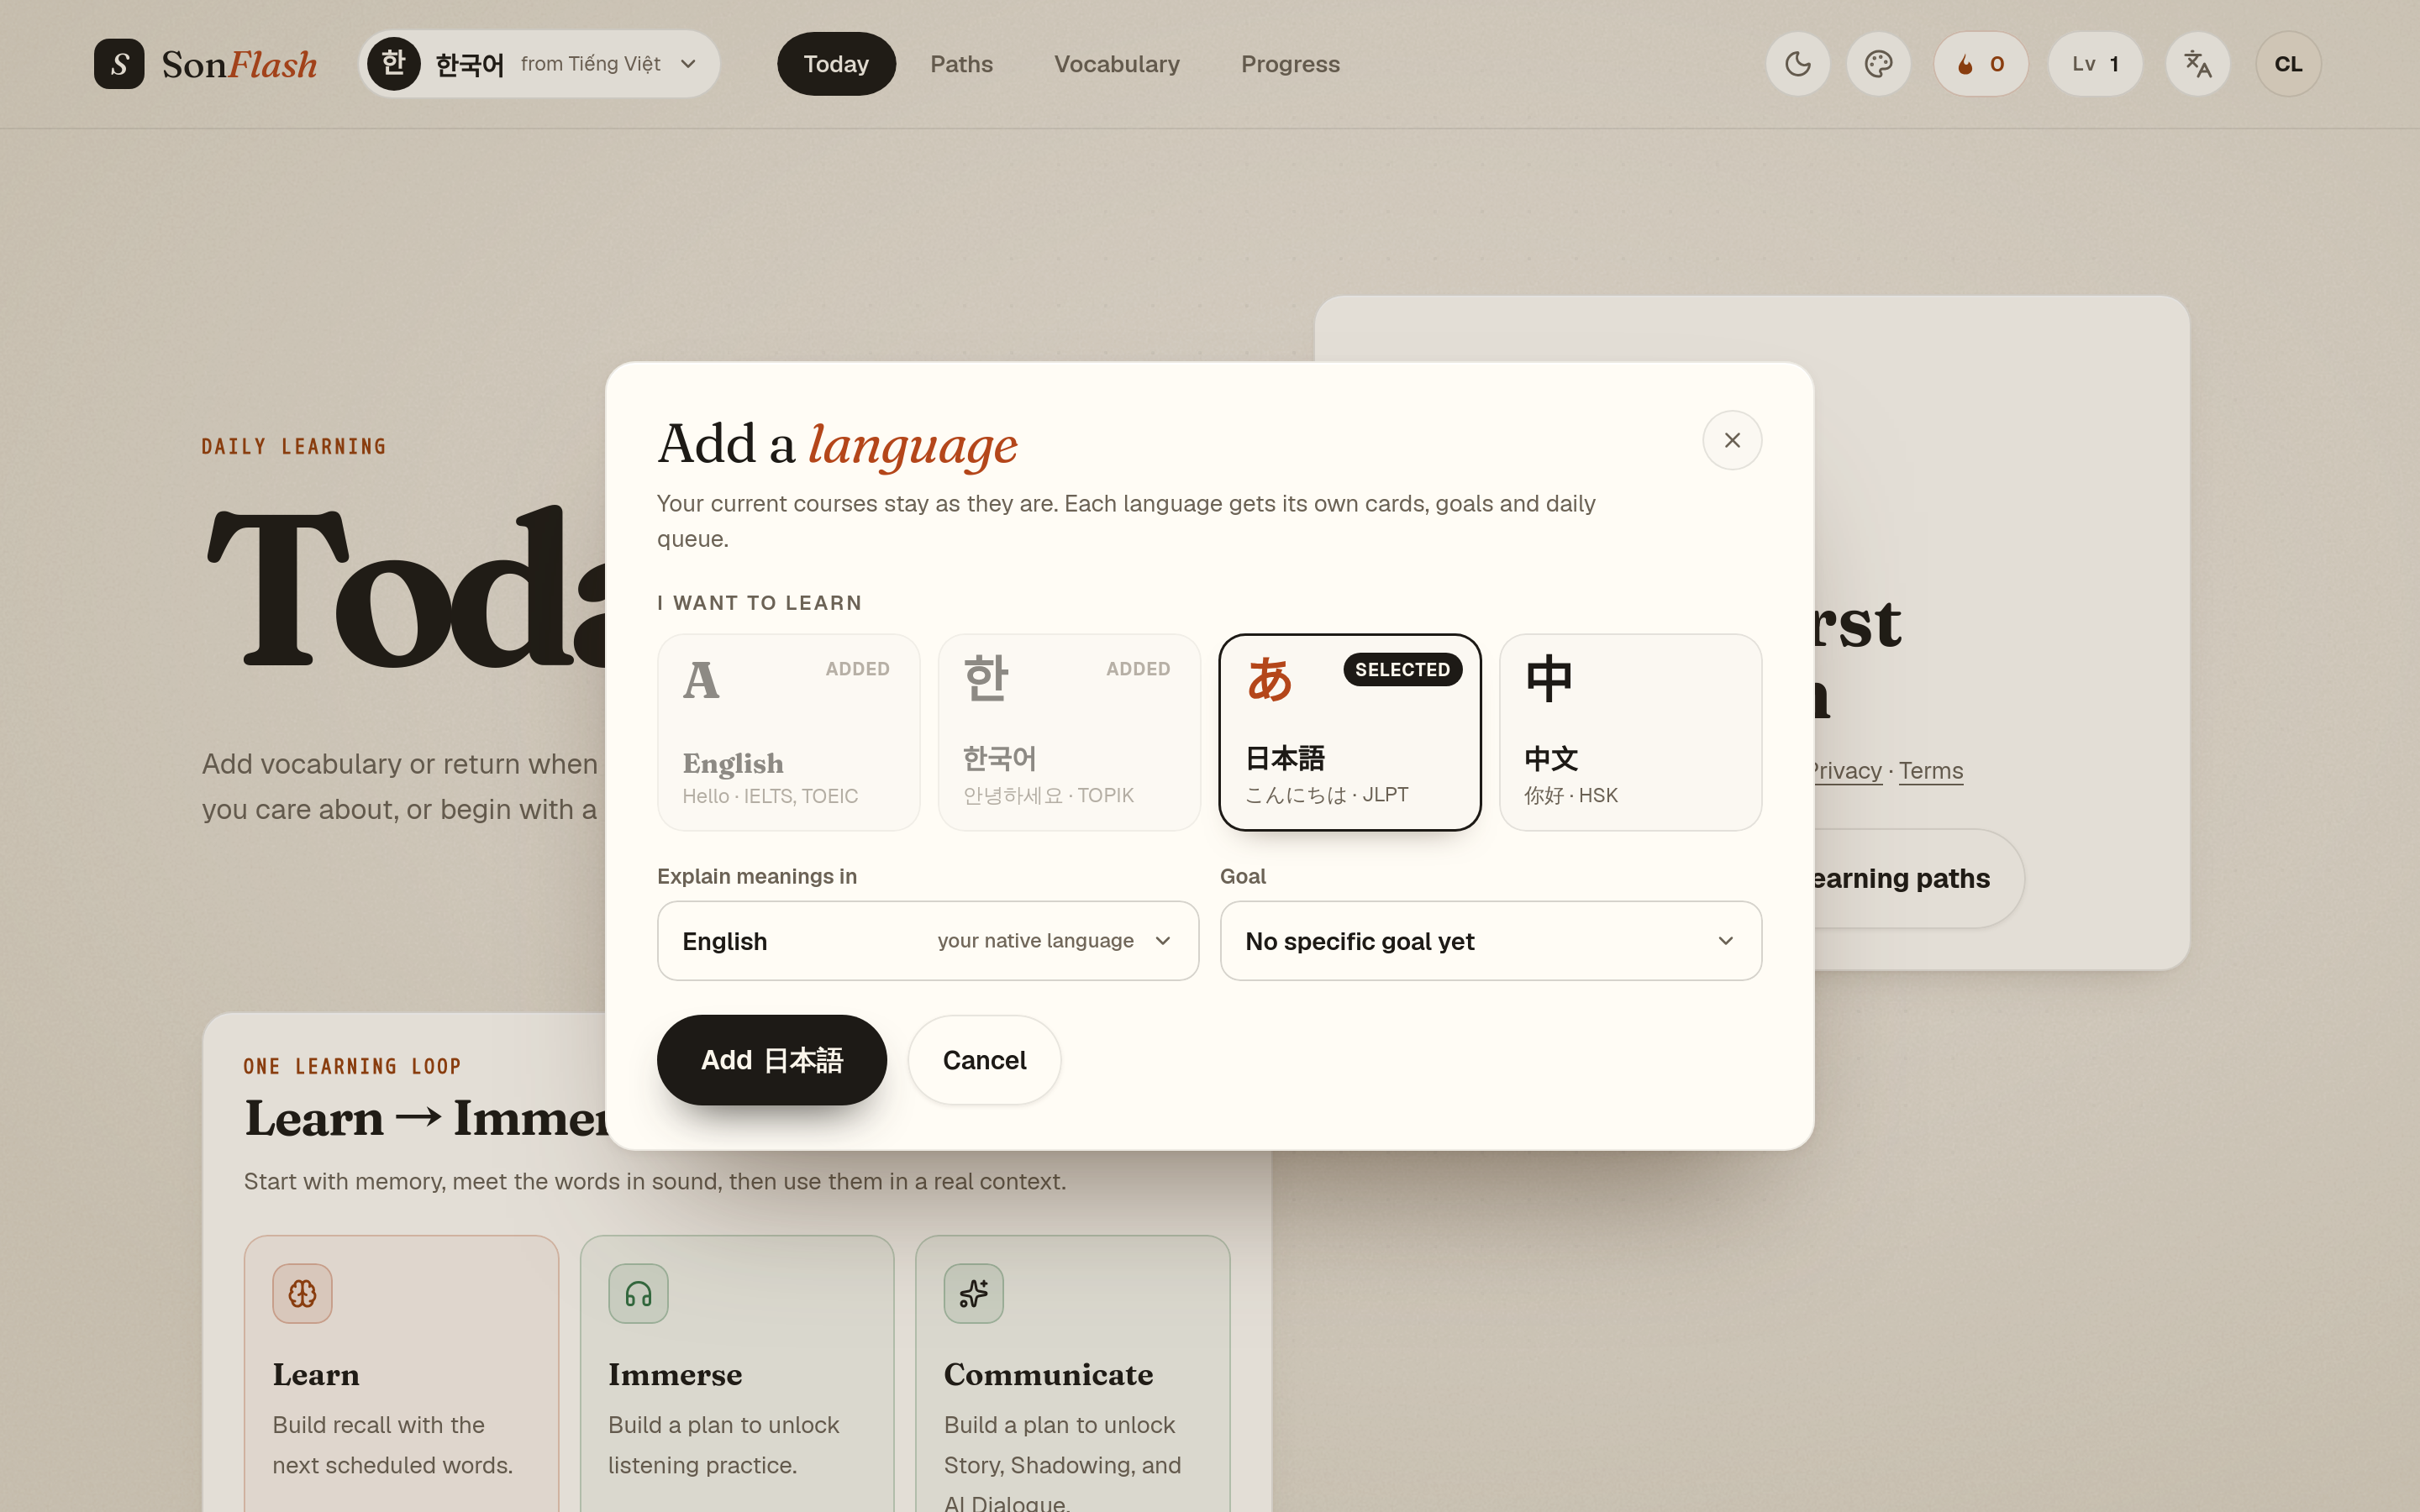 S SonFlash
한 한국어 from Tiếng Việt
Today Paths Vocabulary Progress
0
Lv 1
CL
DAILY LEARNING
Toda
Add vocabulary or return when
you care about, or begin with a
rst
Privacy · Terms
earning paths
Add a language
Your current courses stay as they are. Each language gets its own cards, goals and daily
queue.
I WANT TO LEARN
A ADDED
English
Hello · IELTS, TOEIC
한 ADDED
한국어
안녕하세요 · TOPIK
あ SELECTED
日本語
こんにちは · JLPT
中
中文
你好 · HSK
Explain meanings in
English your native language
Goal
No specific goal yet
Add 日本語
Cancel
ONE LEARNING LOOP
Learn → Immer
Start with memory, meet the words in sound, then use them in a real context.
Learn
Build recall with the
next scheduled words.
Immerse
Build a plan to unlock
listening practice.
Communicate
Build a plan to unlock
Story, Shadowing, and
AI Dialogue.